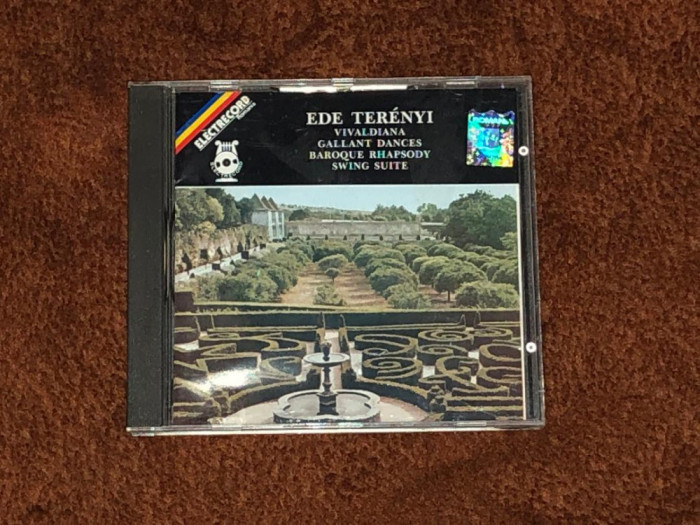 ELECTRECORD
EDE TERÉNYI
VIVALDIANA
GALLANT DANCES
BAROQUE RHAPSODY
SWING SUITE